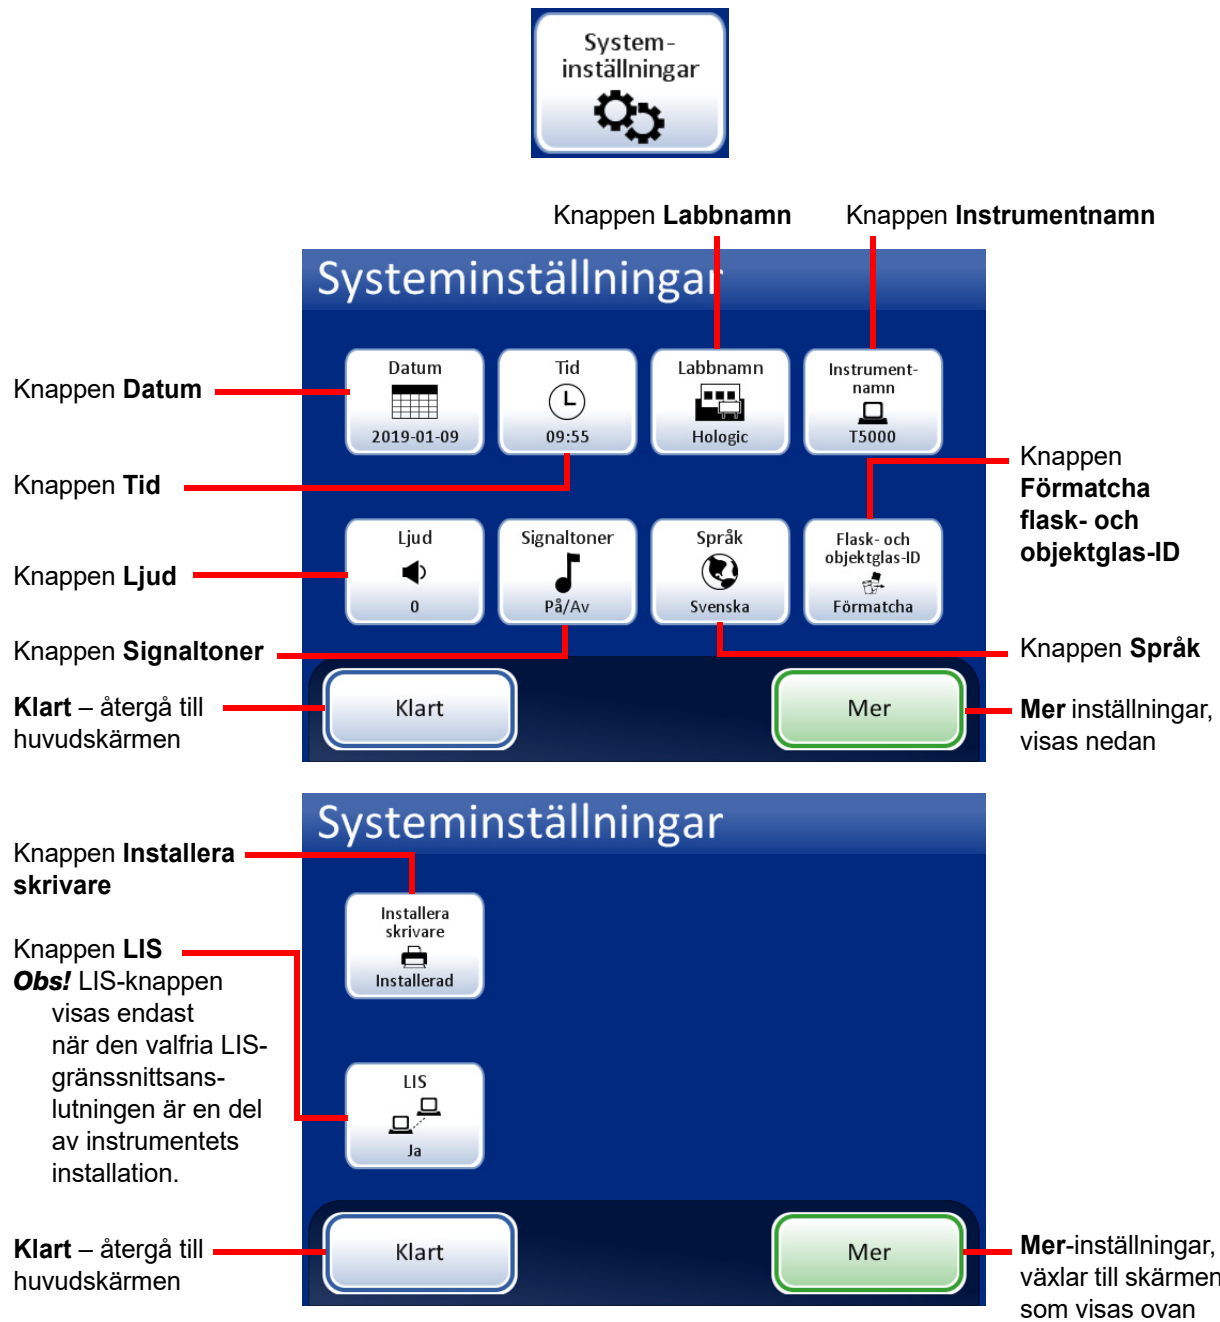 System-
inställningar
Knappen Labbnamn
Knappen Instrumentnamn
Systeminställningar
Knappen Datum
Datum
2019-01-09
Tid
09:55
Labbnamn
Hologic
Instrument-
namn
T5000
Knappen Tid
Knappen
Förmatcha
flask- och
objektglas-ID
Knappen Ljud
Ljud
0
Signaltoner
På/Av
Språk
Svenska
Flask- och
objektglas-ID
Förmatcha
Knappen Signaltoner
Knappen Språk
Klart – återgå till
huvudskärmen
Klart
Mer
Mer inställningar,
visas nedan
Systeminställningar
Knappen Installera
skrivare
Installera
skrivare
Installerad
Knappen LIS
Obs! LIS-knappen
visas endast
när den valfria LIS-
gränssnittsans-
lutningen är en del
av instrumentets
installation.
LIS
Ja
Klart – återgå till
huvudskärmen
Klart
Mer
Mer-inställningar,
växlar till skärmen
som visas ovan